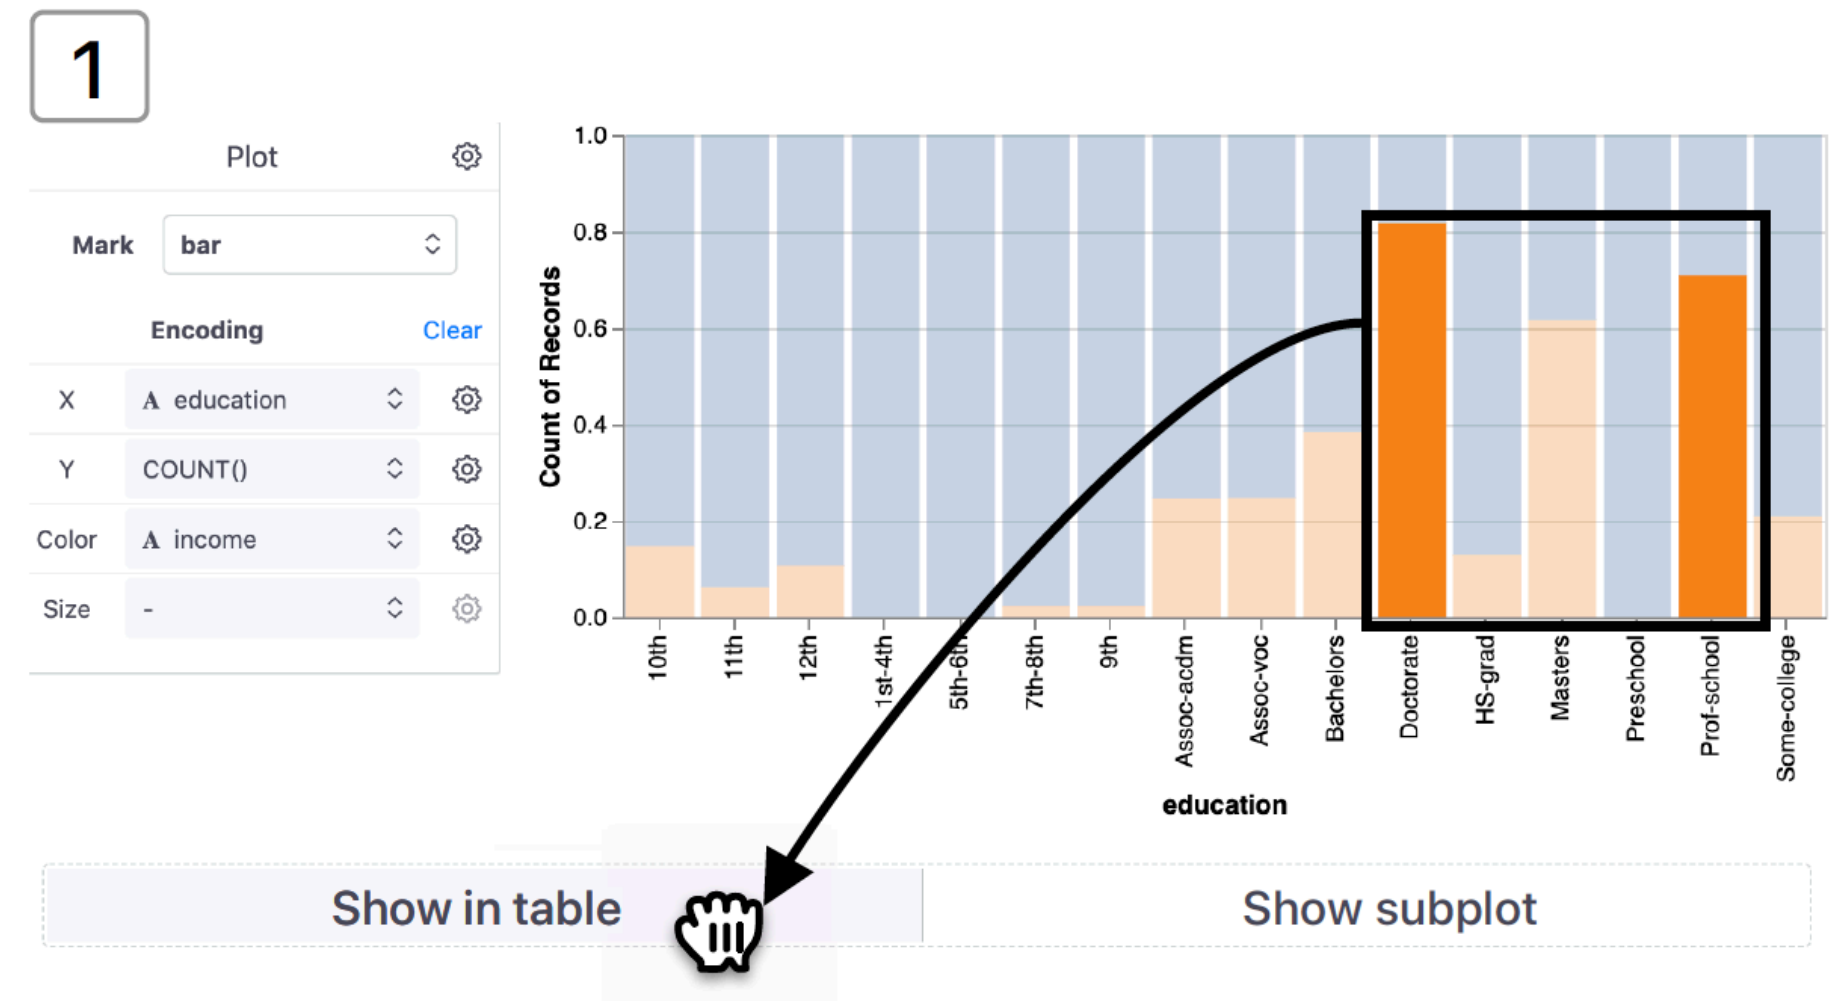 1
Plot
Mark
bar
Encoding
Clear
X
A education
Y
COUNT()
Color
A income
Size
-
Count of Records
1.0
0.8
0.6
0.4
0.2
0.0
10th
11th
12th
1st-4th
5th-6th
7th-8th
9th
Assoc-acdm
Assoc-voc
Bachelors
Doctorate
HS-grad
Masters
Preschool
Prof-school
Some-college
education
Show in table
Show subplot